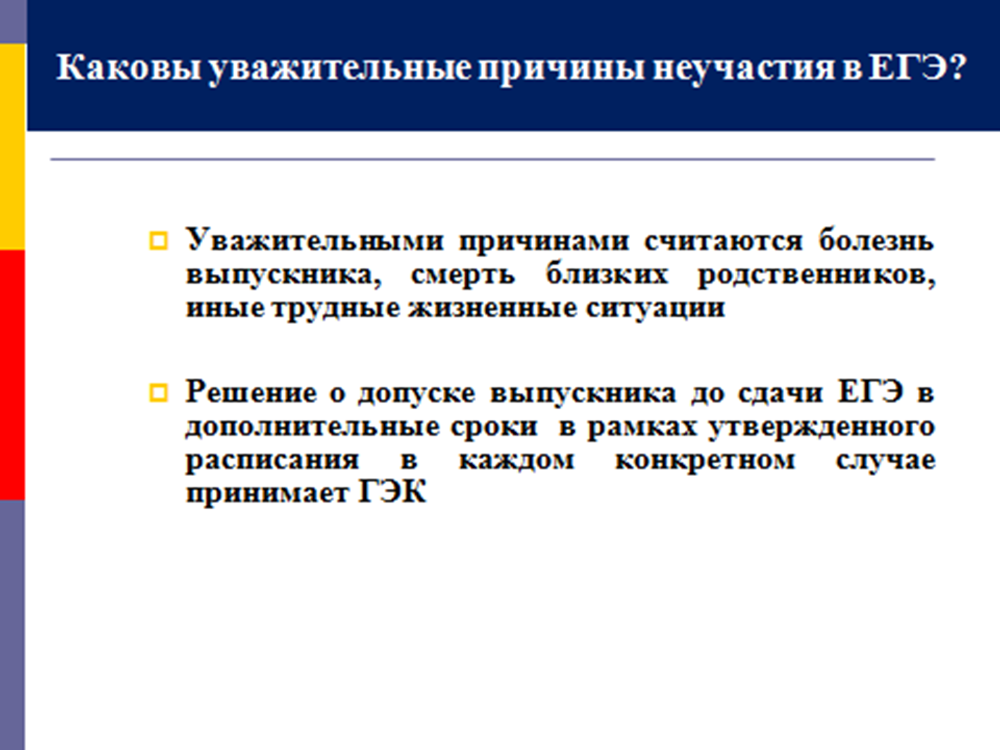 Каковы уважительные причины неучастия в ЕГЭ?
Уважительными причинами считаются болезнь
выпускника, смерть близких родственников,
иные трудные жизненные ситуации
Решение о допуске выпускника до сдачи ЕГЭ в
дополнительные сроки в рамках утвержденного
расписания в каждом конкретном случае
принимает ГЭК